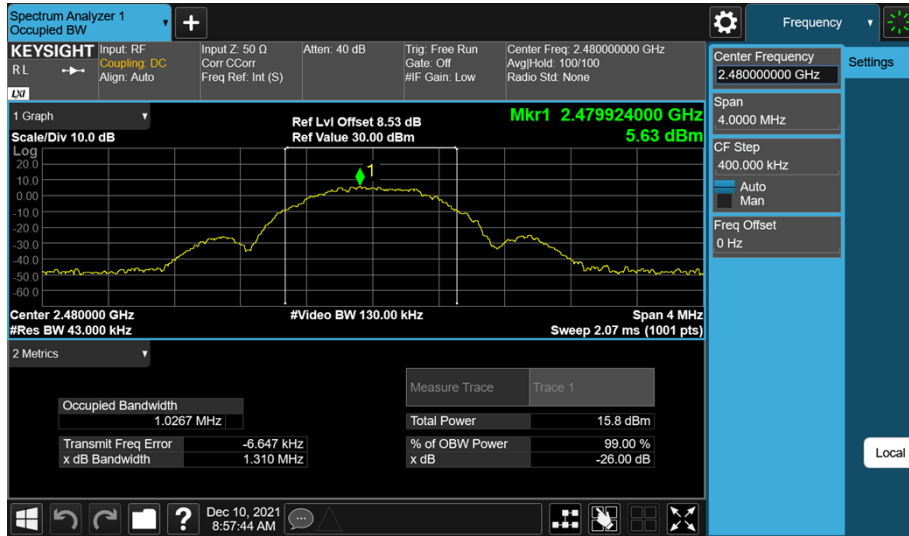 Spectrum Analyzer 1
Occupied BW
+
Frequency
KEYSIGHT
RL
LXI
Input: RF
Coupling: DC
Align: Auto
Input Z: 50 Ω
Corr CCorr
Freq Ref: Int (S)
Atten: 40 dB
Trig: Free Run
Gate: Off
#IF Gain: Low
Center Freq: 2.480000000 GHz
Avg|Hold: 100/100
Radio Std: None
Center Frequency
2.480000000 GHz
Settings
Span
4.0000 MHz
CF Step
400.000 kHz
Auto
Man
Freq Offset
0 Hz
Local
1 Graph
Scale/Div 10.0 dB
Ref Lvl Offset 8.53 dB
Ref Value 30.00 dBm
Mkr1 2.479924000 GHz
5.63 dBm
Log
20.0
10.0
0.00
-10.0
-20.0
-30.0
-40.0
-50.0
-60.0
1
Center 2.480000 GHz
#Res BW 43.000 kHz
#Video BW 130.00 kHz
Span 4 MHz
Sweep 2.07 ms (1001 pts)
2 Metrics
Measure Trace Trace 1
Occupied Bandwidth
1.0267 MHz
Total Power 15.8 dBm
Transmit Freq Error -6.647 kHz
% of OBW Power 99.00 %
x dB Bandwidth 1.310 MHz
x dB -26.00 dB
?
Dec 10, 2021
8:57:44 AM